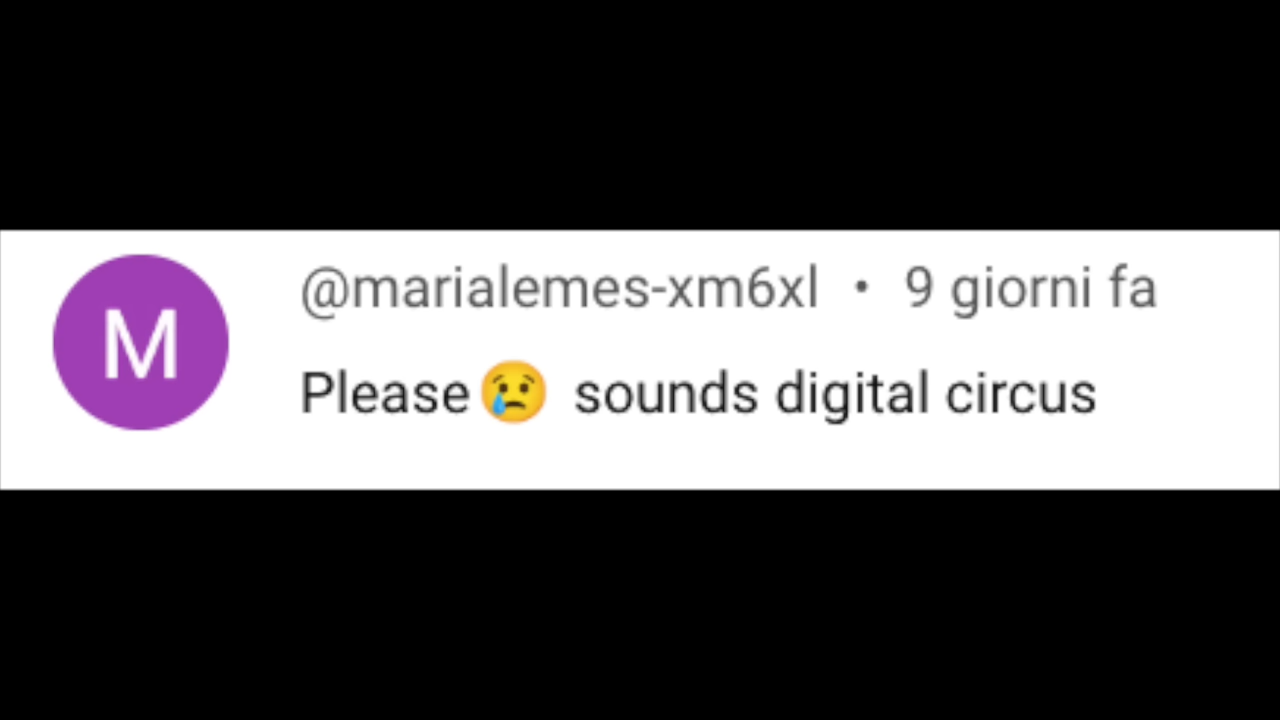 M
@marialemes-xm6xl • 9 giorni fa
Please😢 sounds digital circus